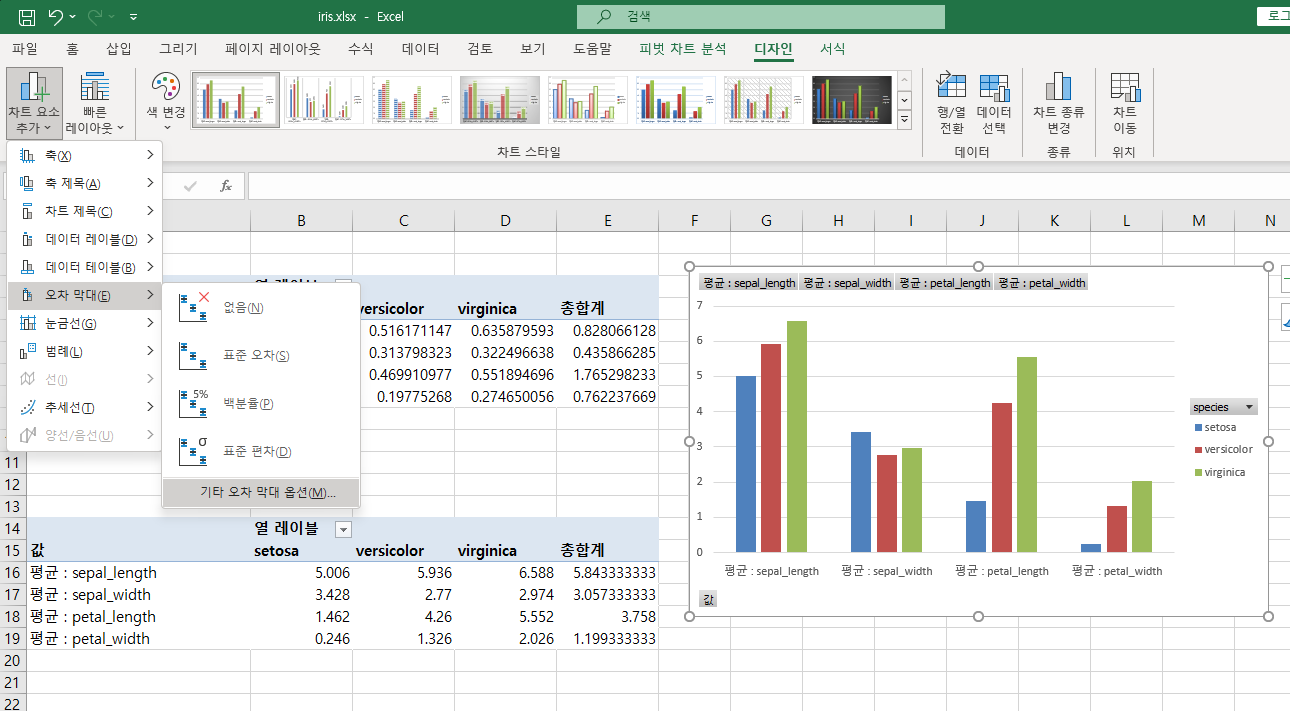 iris.xlsx - Excel
검색
로그
파일 홈 삽입 그리기 페이지 레이아웃 수식 데이터 검토 보기 도움말 피벗 차트 분석 디자인 서식
차트 요소 추가
빠른 레이아웃
색 변경
행/열 전환
데이터 선택
차트 종류 변경
차트 이동
차트 스타일
데이터
종류
위치
축(X)
축 제목(A)
차트 제목(C)
데이터 레이블(D)
데이터 테이블(B)
오차 막대(E)
눈금선(G)
범례(L)
선(I)
추세선(T)
양선/음선(U)
없음(N)
표준 오차(S)
5%
백분율(P)
σ
표준 편차(D)
기타 오차 막대 옵션(M)...
fx
B C D E F G H I J K L M N
versicolor virginica 총합계
0.516171147 0.635879593 0.828066128
0.313798323 0.322496638 0.435866285
0.469910977 0.551894696 1.765298233
0.19775268 0.274650056 0.762237669
11
12
13
14 열 레이블
15 값 setosa versicolor virginica 총합계
16 평균 : sepal_length 5.006 5.936 6.588 5.843333333
17 평균 : sepal_width 3.428 2.77 2.974 3.057333333
18 평균 : petal_length 1.462 4.26 5.552 3.758
19 평균 : petal_width 0.246 1.326 2.026 1.199333333
20
21
22
평균 : sepal_length 평균 : sepal_width 평균 : petal_length 평균 : petal_width
7
6
5
4
3
2
1
0
평균 : sepal_length 평균 : sepal_width 평균 : petal_length 평균 : petal_width
species
setosa
versicolor
virginica
값